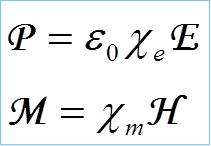 𝓟 = ε₀ χₑ 𝓔
𝓜 = χₘ 𝓗